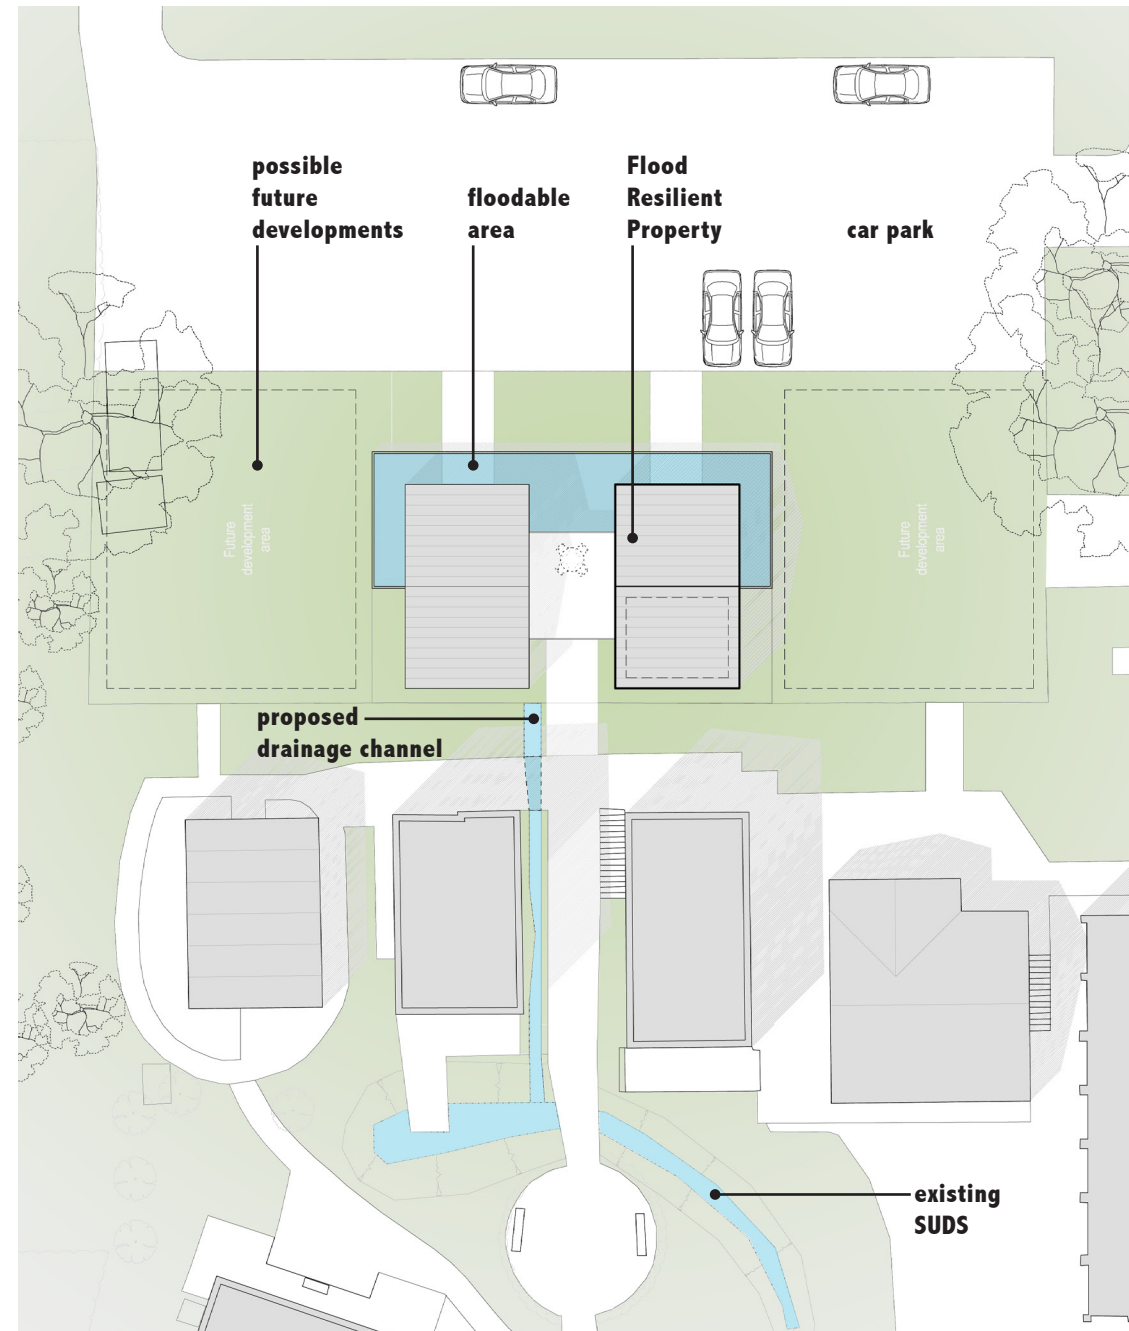 possible
future
developments
floodable
area
Flood
Resilient
Property
car park
Future
development
area
Future
development
area
proposed
drainage channel
existing
SUDS